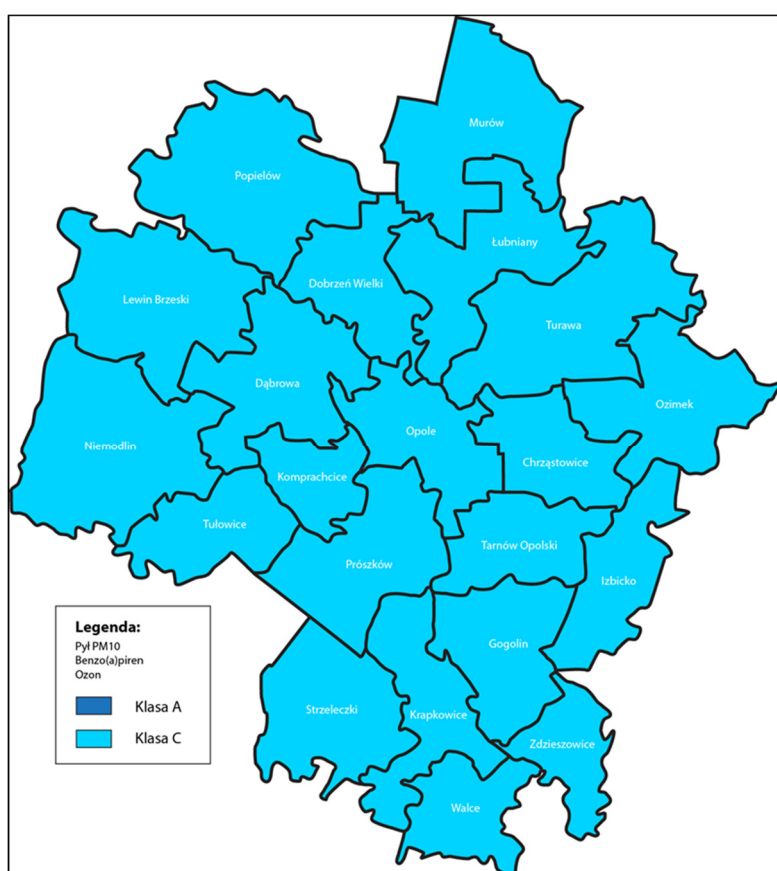 Murów
Popielów
Łubniany
Dobrzeń Wielki
Lewin Brzeski
Turawa
Dąbrowa
Ozimek
Opole
Niemodlin
Chrząstowice
Komprachcice
Tułowice
Tarnów Opolski
Prószków
Izbicko
Gogolin
Strzeleczki
Krapkowice
Zdzieszowice
Walce
Legenda:
Pył PM10
Benzo(a)piren
Ozon
Klasa A
Klasa C